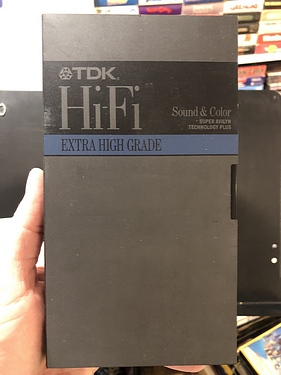 TDK
Hi-Fi
Sound & Color
SUPER AVILYN
TECHNOLOGY PLUS
EXTRA HIGH GRADE